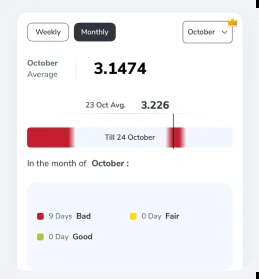 Weekly Monthly October
October 3.1474
Average
23 Oct Avg. 3.226
Till 24 October
In the month of October :
9 Days Bad 0 Day Fair
0 Day Good